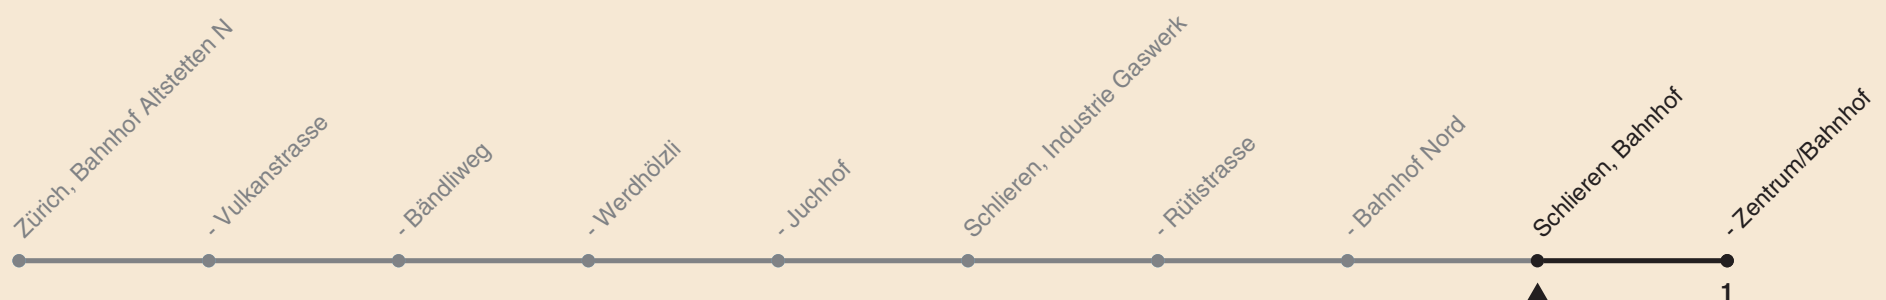 Zürich, Bahnhof Altstetten N
- Vulkanstrasse
- Bändliweg
- Werdhölzli
- Juchhof
Schlieren, Industrie Gaswerk
- Rütistrasse
- Bahnhof Nord
Schlieren, Bahnhof
- Zentrum/Bahnhof
1